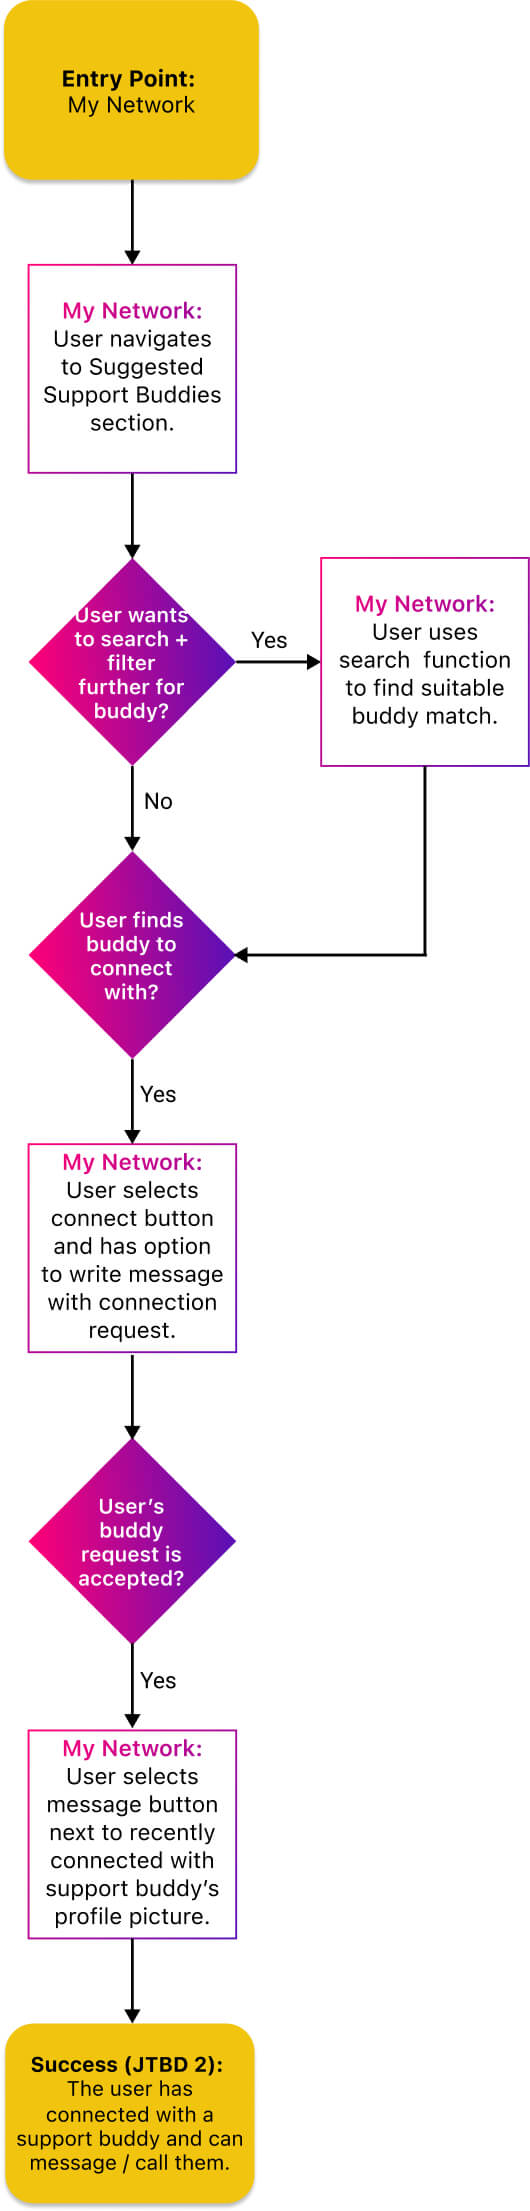 Entry Point:
My Network
My Network:
User navigates
to Suggested
Support Buddies
section.
User wants
to search +
filter
further for
buddy?
Yes
My Network:
User uses
search function
to find suitable
buddy match.
No
User finds
buddy to
connect
with?
Yes
My Network:
User selects
connect button
and has option
to write message
with connection
request.
User’s
buddy
request is
accepted?
Yes
My Network:
User selects
message button
next to recently
connected with
support buddy’s
profile picture.
Success (JTBD 2):
The user has
connected with a
support buddy and can
message / call them.